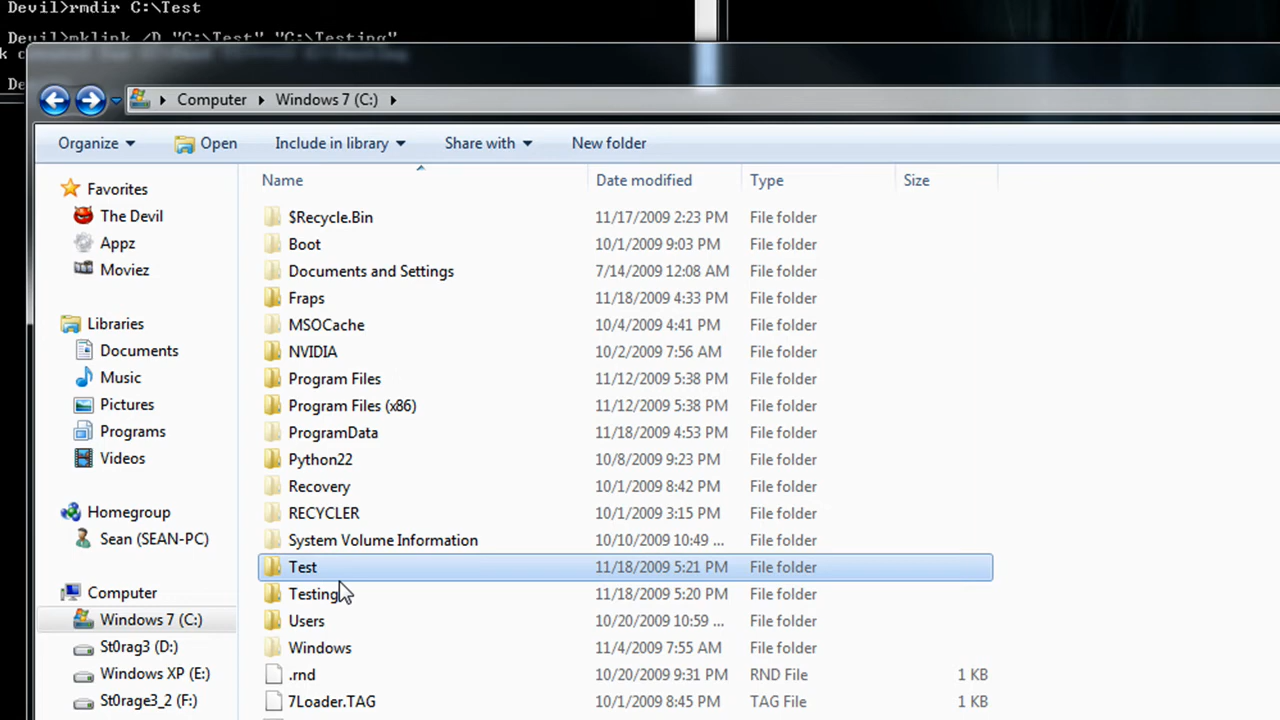 Devil>rmdir C:\Test
Devil>mklink /D "C:\Test" "C:\Testing"
De
Computer Windows 7 (C:)
Organize Open Include in library Share with New folder
Name Date modified Type Size
Favorites
The Devil
Appz
Moviez
Libraries
Documents
Music
Pictures
Programs
Videos
Homegroup
Sean (SEAN-PC)
Computer
Windows 7 (C:)
St0rag3 (D:)
Windows XP (E:)
St0rage3_2 (F:)
$Recycle.Bin 11/17/2009 2:23 PM File folder
Boot 10/1/2009 9:03 PM File folder
Documents and Settings 7/14/2009 12:08 AM File folder
Fraps 11/18/2009 4:33 PM File folder
MSOCache 10/4/2009 4:41 PM File folder
NVIDIA 10/2/2009 7:56 AM File folder
Program Files 11/12/2009 5:38 PM File folder
Program Files (x86) 11/12/2009 5:38 PM File folder
ProgramData 11/18/2009 4:53 PM File folder
Python22 10/8/2009 9:23 PM File folder
Recovery 10/1/2009 8:42 PM File folder
RECYCLER 10/1/2009 3:15 PM File folder
System Volume Information 10/10/2009 10:49 ... File folder
Test 11/18/2009 5:21 PM File folder
Testing 11/18/2009 5:20 PM File folder
Users 10/20/2009 10:59 ... File folder
Windows 11/4/2009 7:55 AM File folder
.rnd 10/20/2009 9:31 PM RND File 1 KB
7Loader.TAG 10/1/2009 8:45 PM TAG File 1 KB